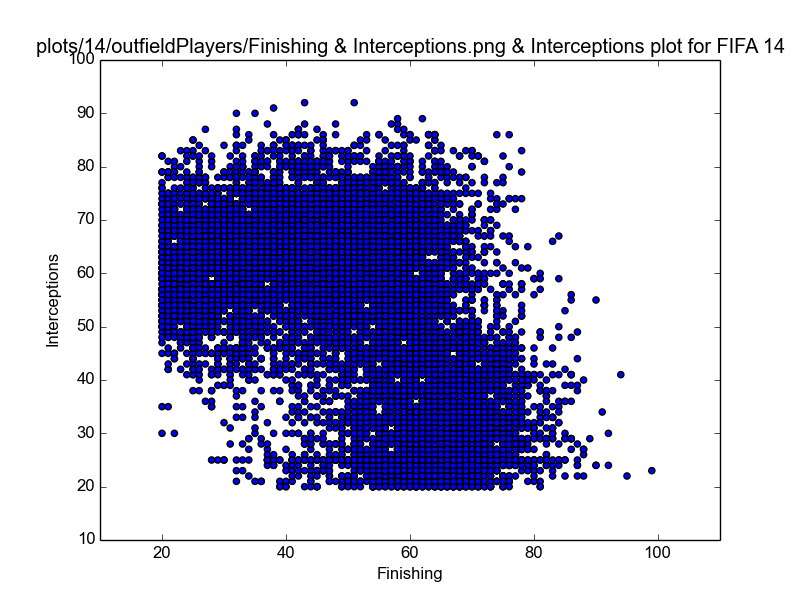 plots/14/outfieldPlayers/Finishing & Interceptions.png & Interceptions plot for FIFA 14
100
90
80
70
60
50
40
30
20
10
Interceptions
20 40 60 80 100
Finishing